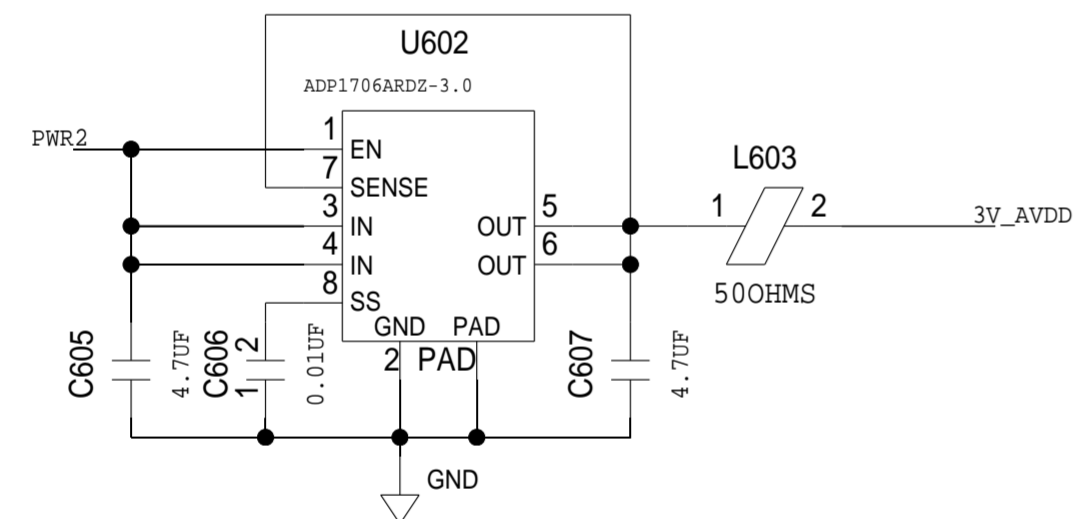 U602
ADP1706ARDZ-3.0
PWR2
1
EN
7
SENSE
3
IN
4
IN
8
SS
OUT
5
OUT
6
GND
PAD
2
PAD
L603
1
2
50OHMS
3V_AVDD
C605
4.7UF
C606
2
1
0.01UF
C607
4.7UF
GND